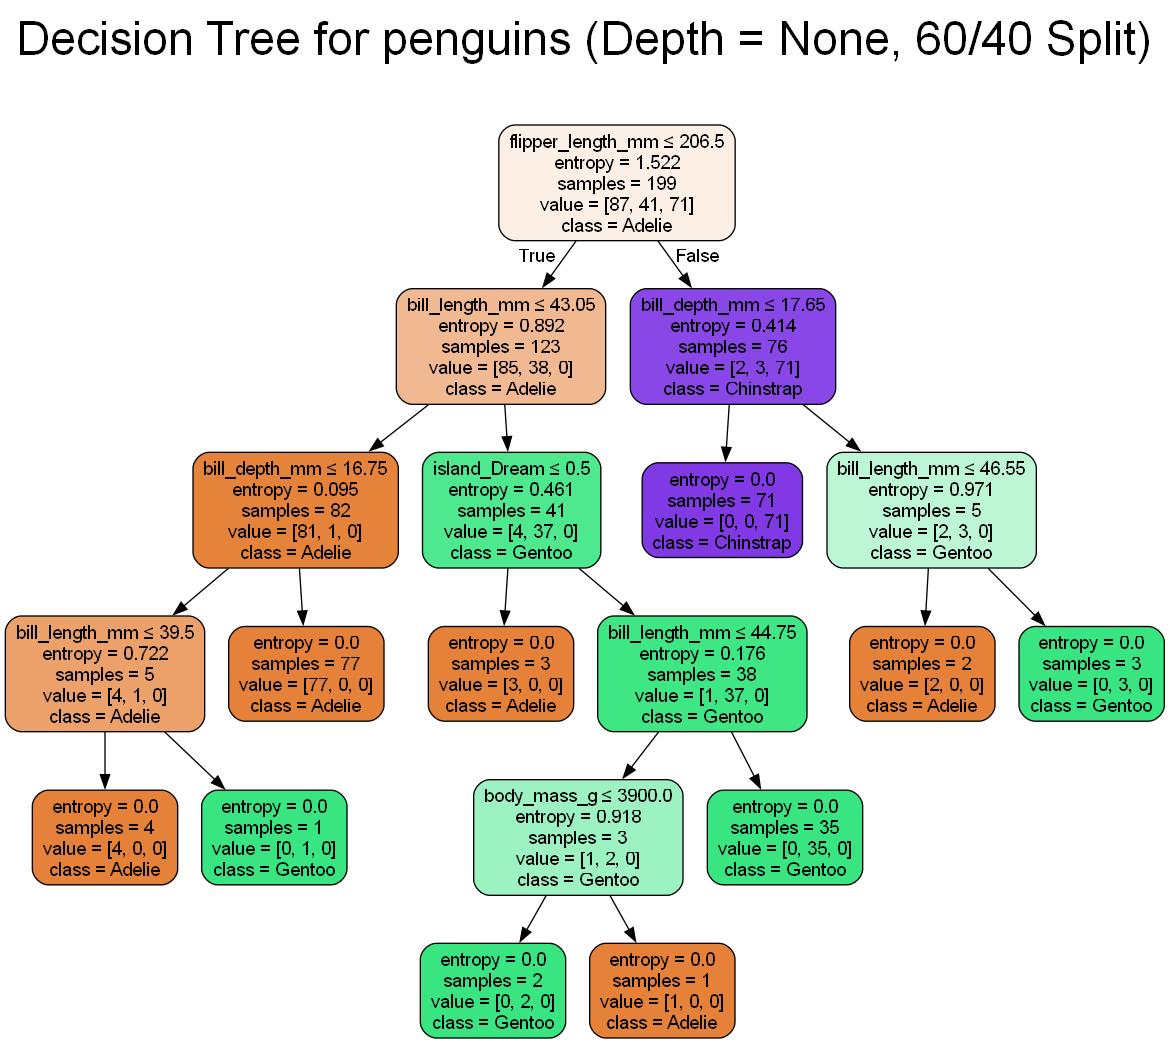 Decision Tree for penguins (Depth = None, 60/40 Split)
flipper_length_mm ≤ 206.5
entropy = 1.522
samples = 199
value = [87, 41, 71]
class = Adelie
True
False
bill_length_mm ≤ 43.05
entropy = 0.892
samples = 123
value = [85, 38, 0]
class = Adelie
bill_depth_mm ≤ 17.65
entropy = 0.414
samples = 76
value = [2, 3, 71]
class = Chinstrap
bill_depth_mm ≤ 16.75
entropy = 0.095
samples = 82
value = [81, 1, 0]
class = Adelie
island_Dream ≤ 0.5
entropy = 0.461
samples = 41
value = [4, 37, 0]
class = Gentoo
entropy = 0.0
samples = 71
value = [0, 0, 71]
class = Chinstrap
bill_length_mm ≤ 46.55
entropy = 0.971
samples = 5
value = [2, 3, 0]
class = Gentoo
bill_length_mm ≤ 39.5
entropy = 0.722
samples = 5
value = [4, 1, 0]
class = Adelie
entropy = 0.0
samples = 77
value = [77, 0, 0]
class = Adelie
entropy = 0.0
samples = 3
value = [3, 0, 0]
class = Adelie
bill_length_mm ≤ 44.75
entropy = 0.176
samples = 38
value = [1, 37, 0]
class = Gentoo
entropy = 0.0
samples = 2
value = [2, 0, 0]
class = Adelie
entropy = 0.0
samples = 3
value = [0, 3, 0]
class = Gentoo
entropy = 0.0
samples = 4
value = [4, 0, 0]
class = Adelie
entropy = 0.0
samples = 1
value = [0, 1, 0]
class = Gentoo
body_mass_g ≤ 3900.0
entropy = 0.918
samples = 3
value = [1, 2, 0]
class = Gentoo
entropy = 0.0
samples = 35
value = [0, 35, 0]
class = Gentoo
entropy = 0.0
samples = 2
value = [0, 2, 0]
class = Gentoo
entropy = 0.0
samples = 1
value = [1, 0, 0]
class = Adelie